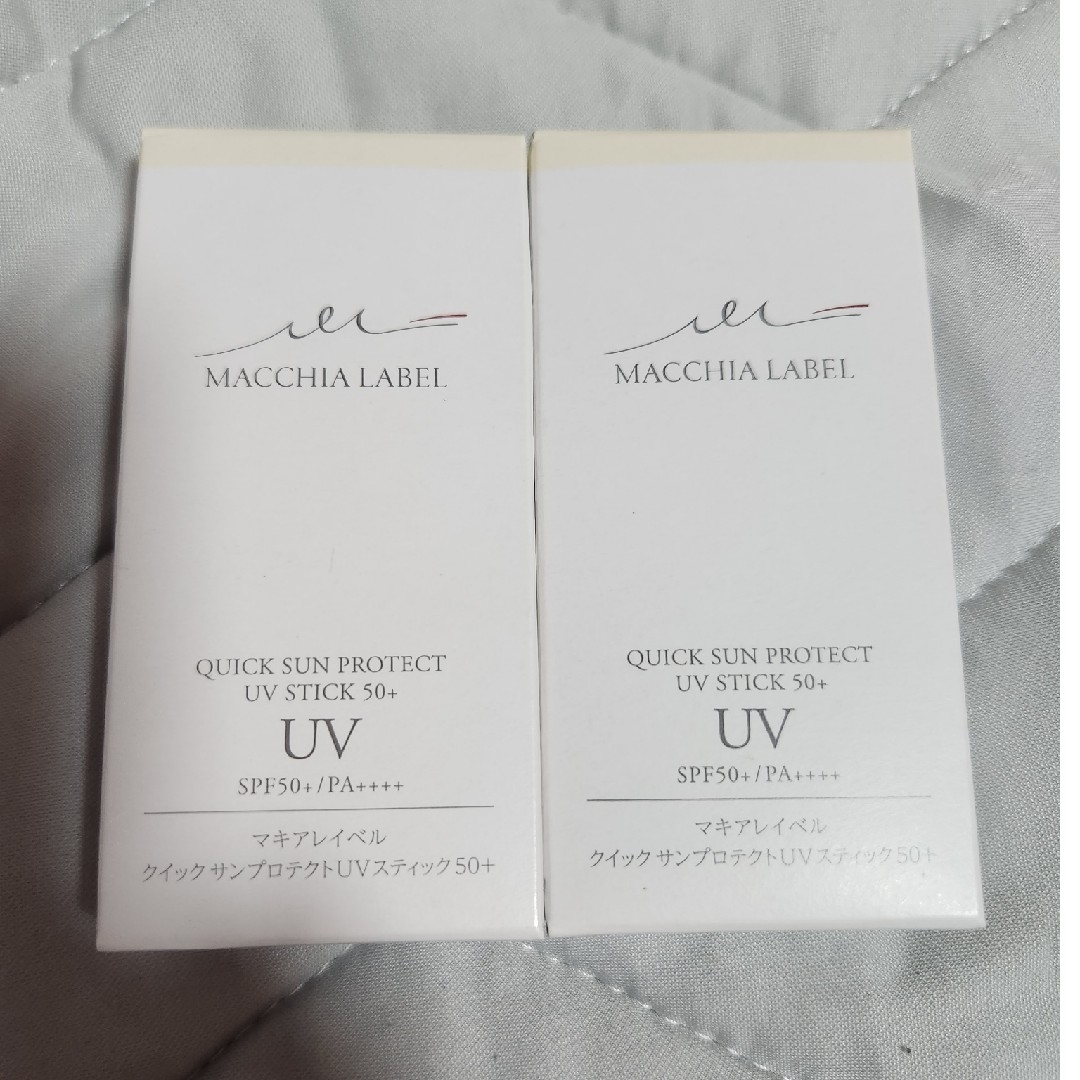 MACCHIA LABEL
QUICK SUN PROTECT
UV STICK 50+
UV
SPF50+/PA++++
マキアレイベル
クイック サンプロテクトUVスティック50+
MACCHIA LABEL
QUICK SUN PROTECT
UV STICK 50+
UV
SPF50+/PA++++
マキアレイベル
クイック サンプロテクトUVスティック50+